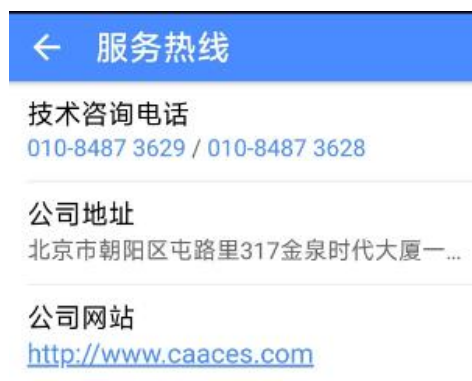 ← 服务热线
技术咨询电话
010-8487 3629 / 010-8487 3628
公司地址
北京市朝阳区屯路里317金泉时代大厦一...
公司网站
http://www.caaces.com